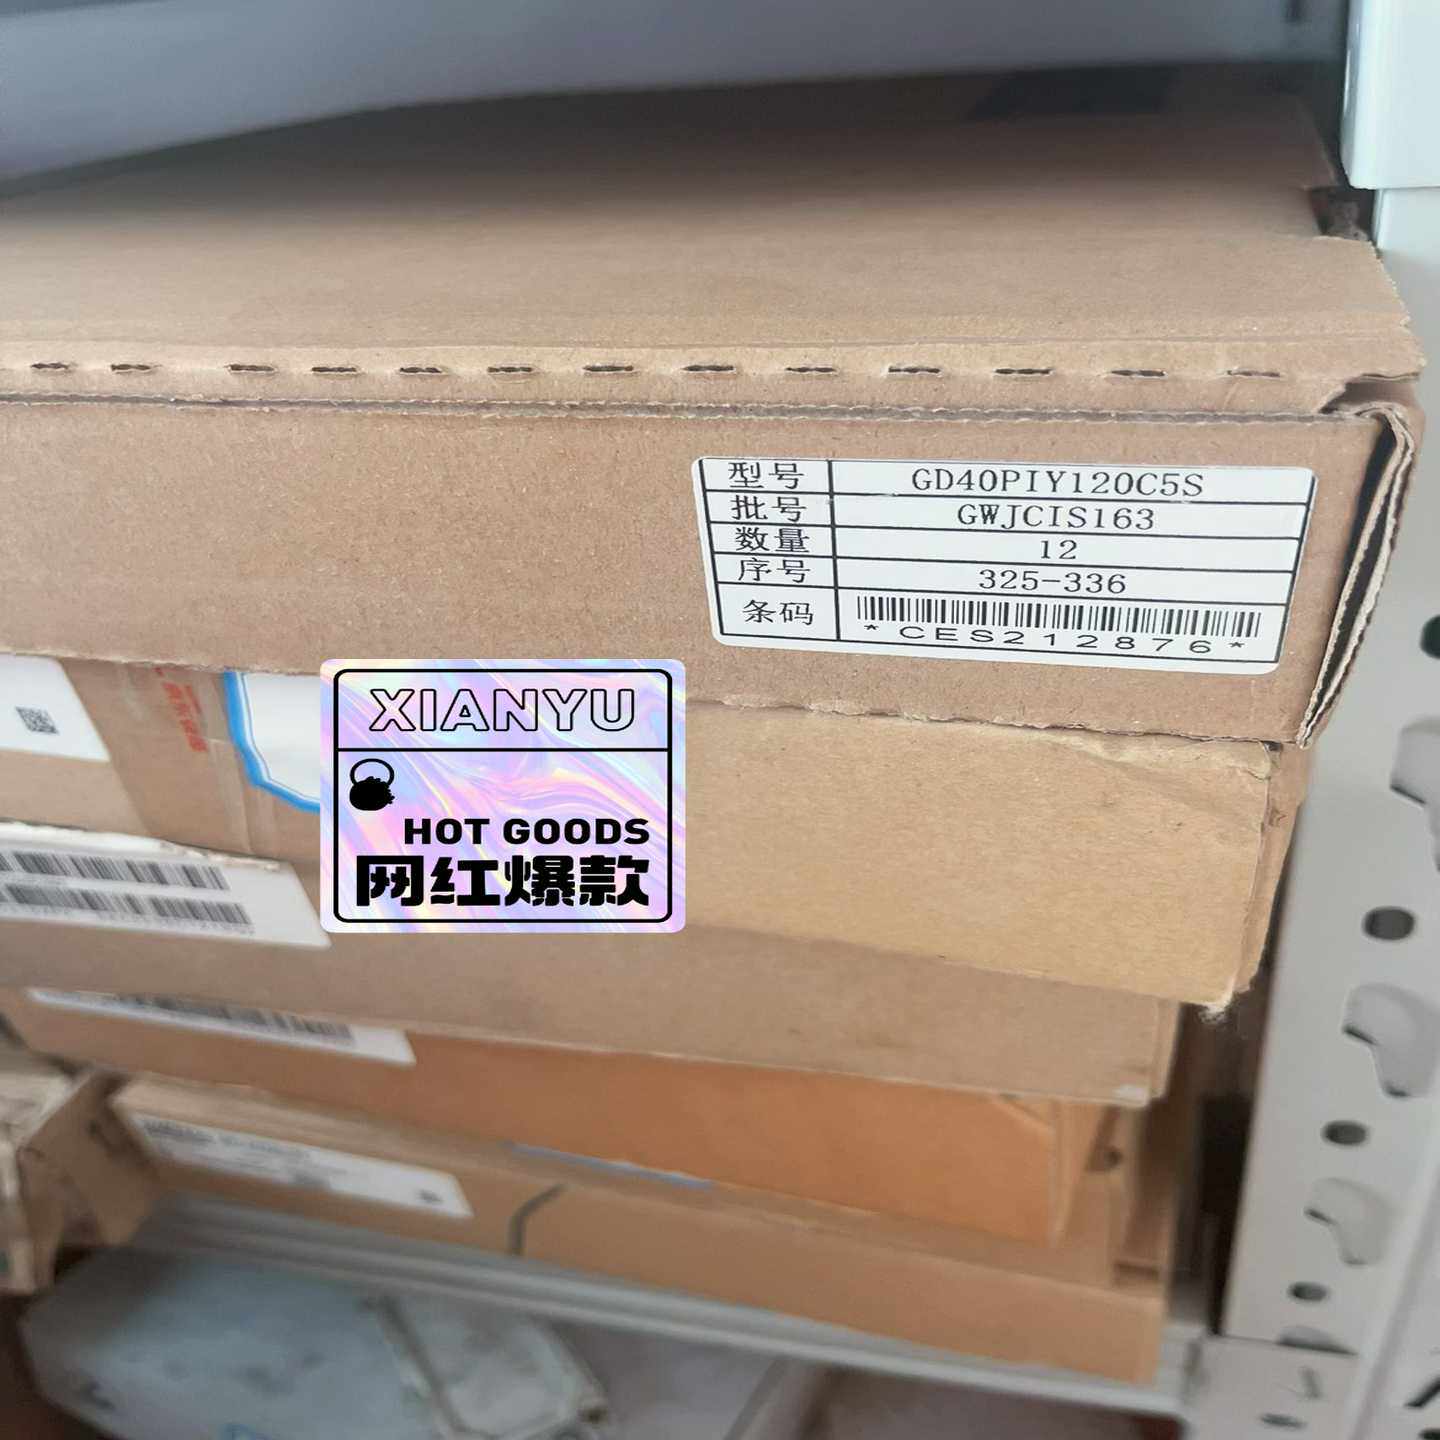 型号 GD40PIY120C5S
批号 GWJCIS163
数量 12
序号 325-336
条码 *CES212876*
XIANYU
HOT GOODS
网红爆款